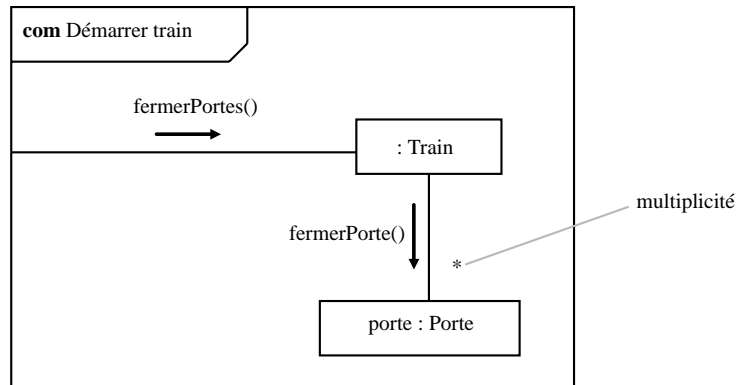 com Démarrer train
fermerPortes()
: Train
multiplicité
fermerPorte()
*
porte : Porte